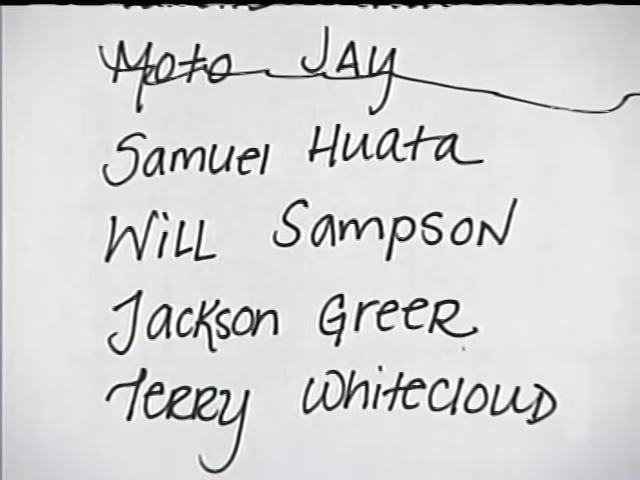 Moto JAy
Samuel Huata
Will Sampson
Jackson Greer
Terry Whitecloud